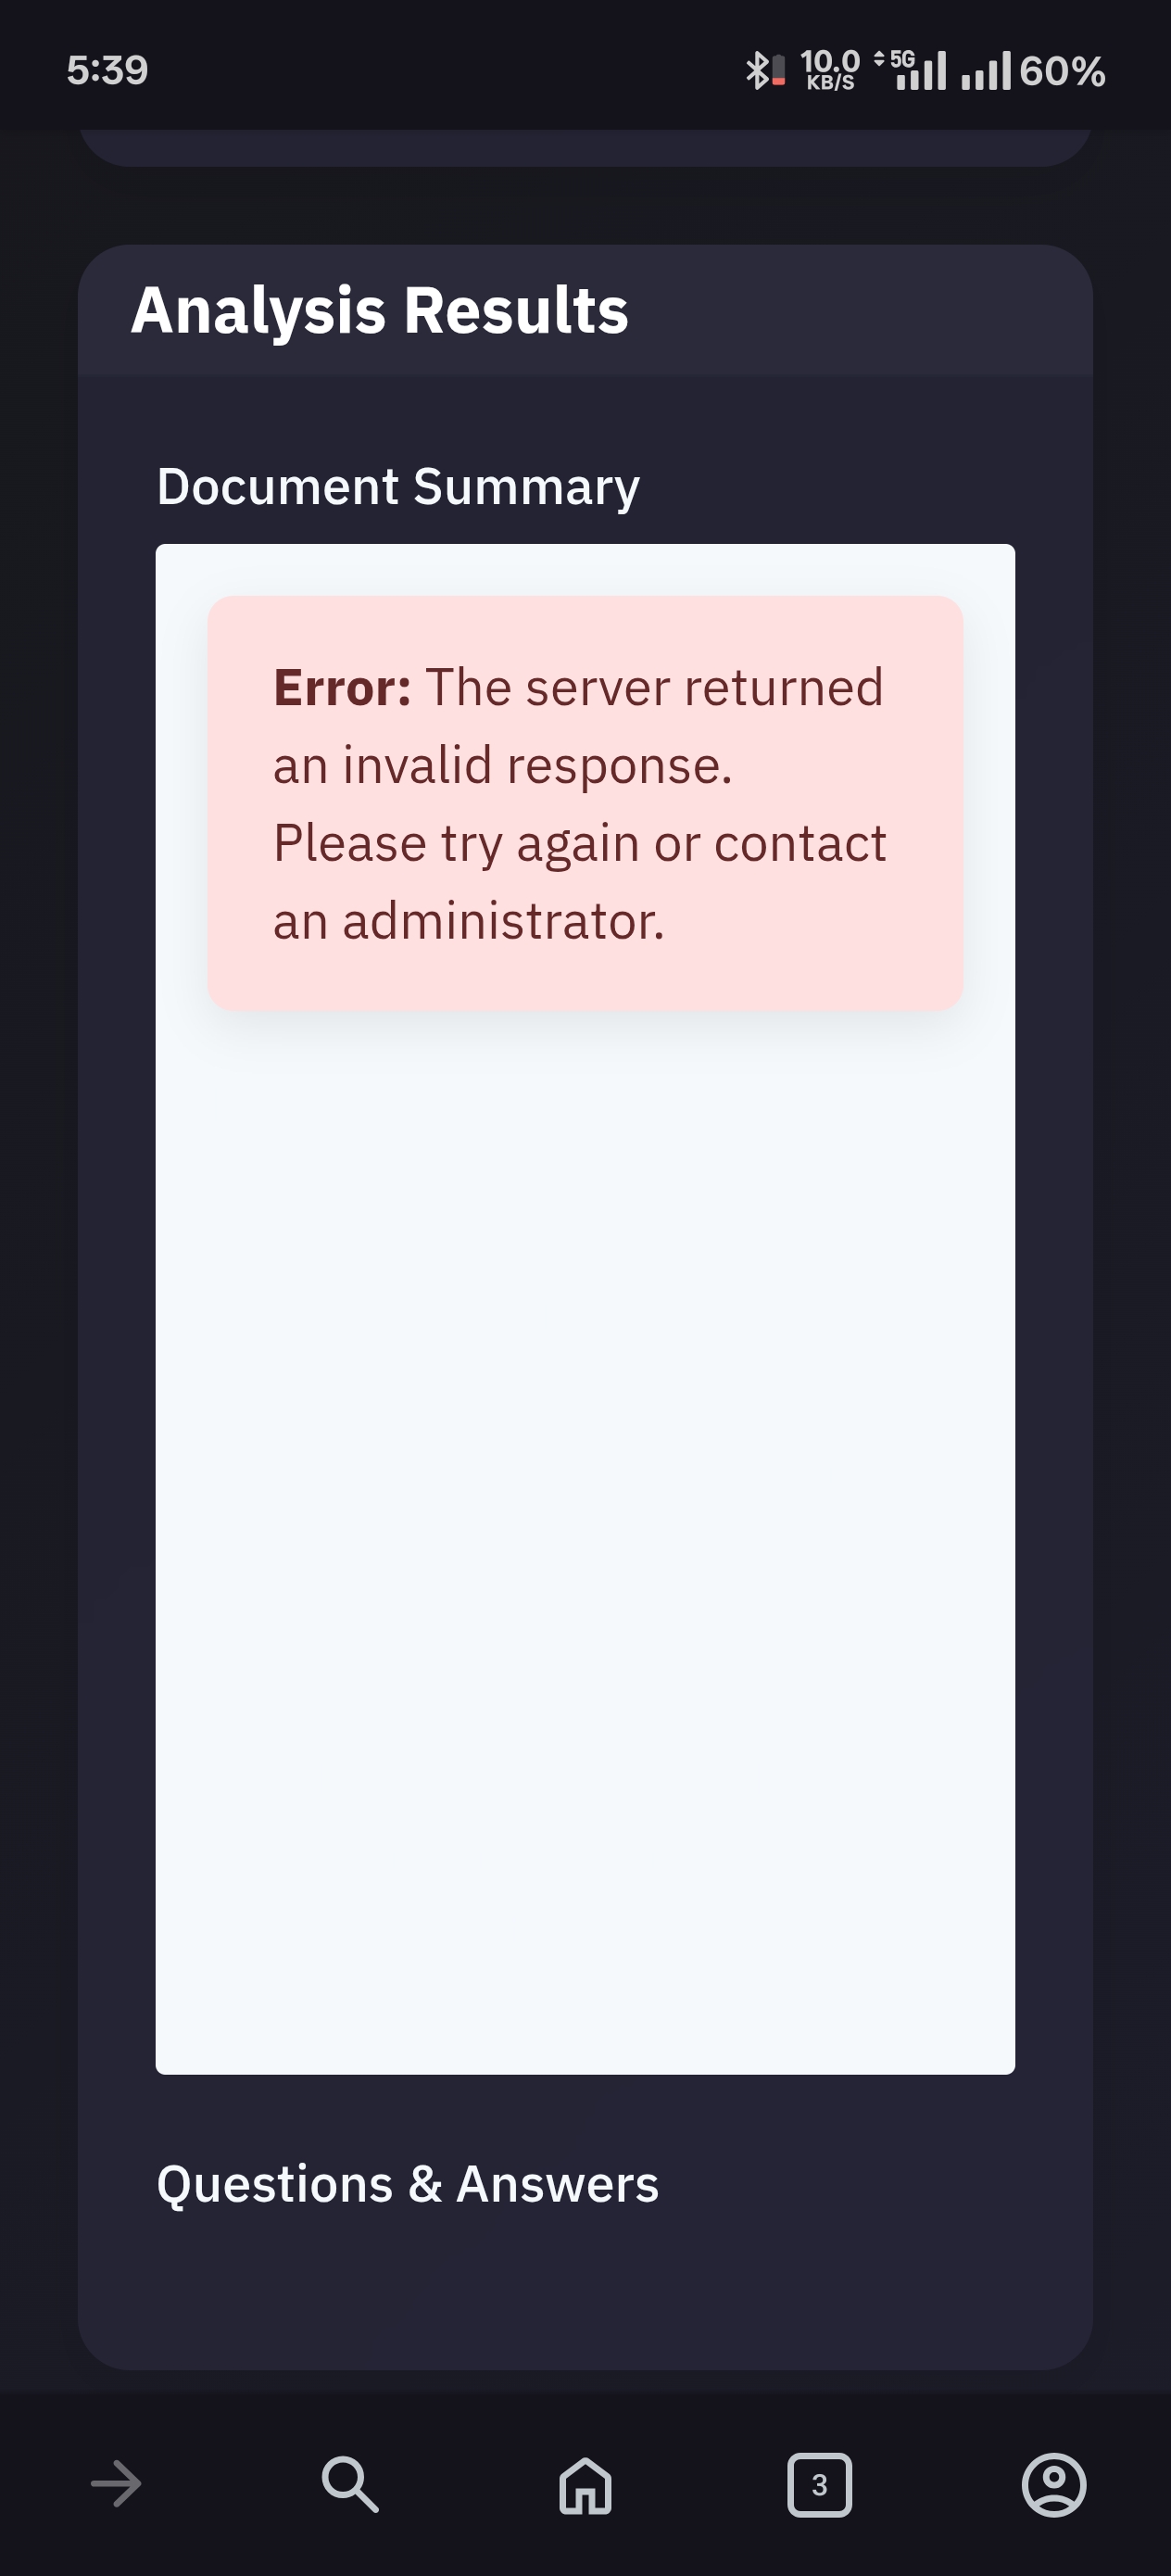 5:39
10.0 KB/S 5G 60%
Analysis Results
Document Summary
Error: The server returned
an invalid response.
Please try again or contact
an administrator.
Questions & Answers
3